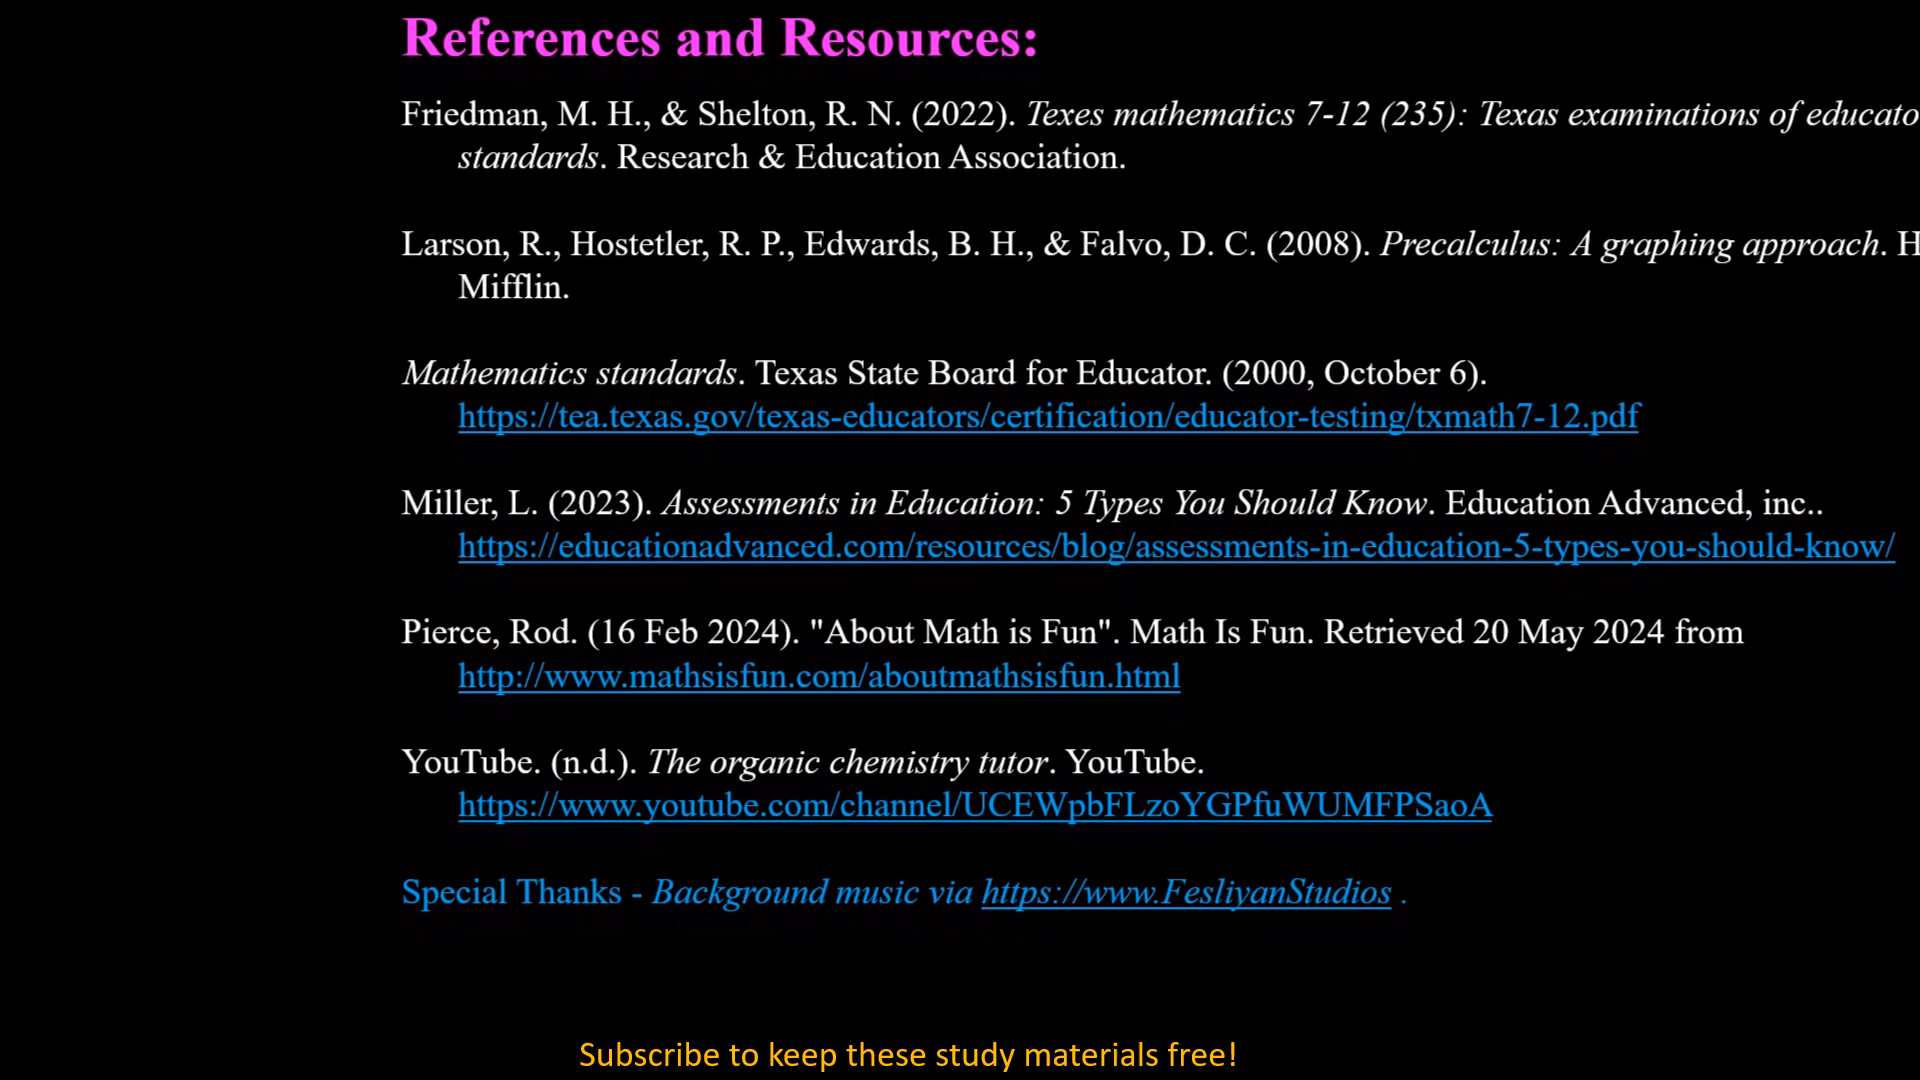 References and Resources:
Friedman, M. H., & Shelton, R. N. (2022). Texes mathematics 7-12 (235): Texas examinations of educato
standards. Research & Education Association.
Larson, R., Hostetler, R. P., Edwards, B. H., & Falvo, D. C. (2008). Precalculus: A graphing approach. H
Mifflin.
Mathematics standards. Texas State Board for Educator. (2000, October 6).
https://tea.texas.gov/texas-educators/certification/educator-testing/txmath7-12.pdf
Miller, L. (2023). Assessments in Education: 5 Types You Should Know. Education Advanced, inc..
https://educationadvanced.com/resources/blog/assessments-in-education-5-types-you-should-know/
Pierce, Rod. (16 Feb 2024). "About Math is Fun". Math Is Fun. Retrieved 20 May 2024 from
http://www.mathsisfun.com/aboutmathsisfun.html
YouTube. (n.d.). The organic chemistry tutor. YouTube.
https://www.youtube.com/channel/UCEWpbFLzoYGPfuWUMFPSaoA
Special Thanks - Background music via https://www.FesliyanStudios .
Subscribe to keep these study materials free!